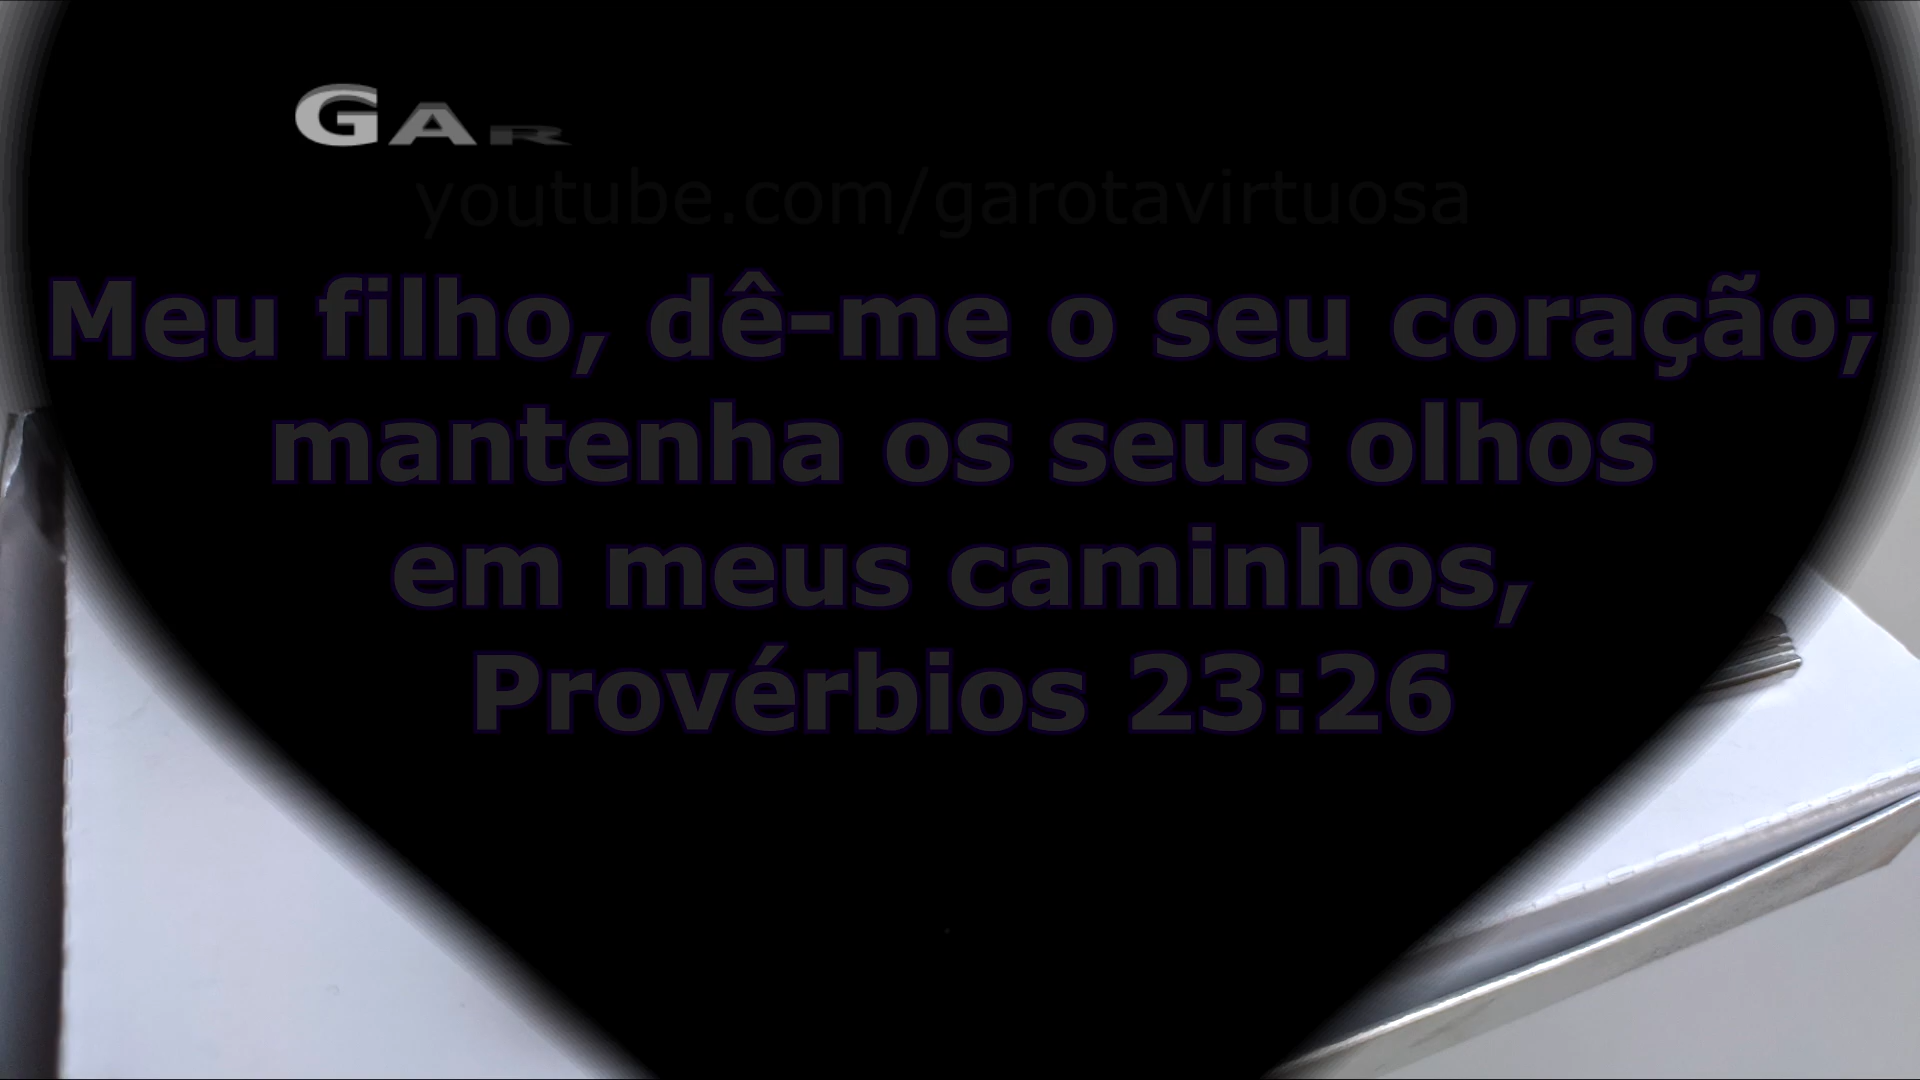 GAR
youtube.com/garotavirtuosa
Meu filho, dê-me o seu coração;
mantenha os seus olhos
em meus caminhos,
Provérbios 23:26